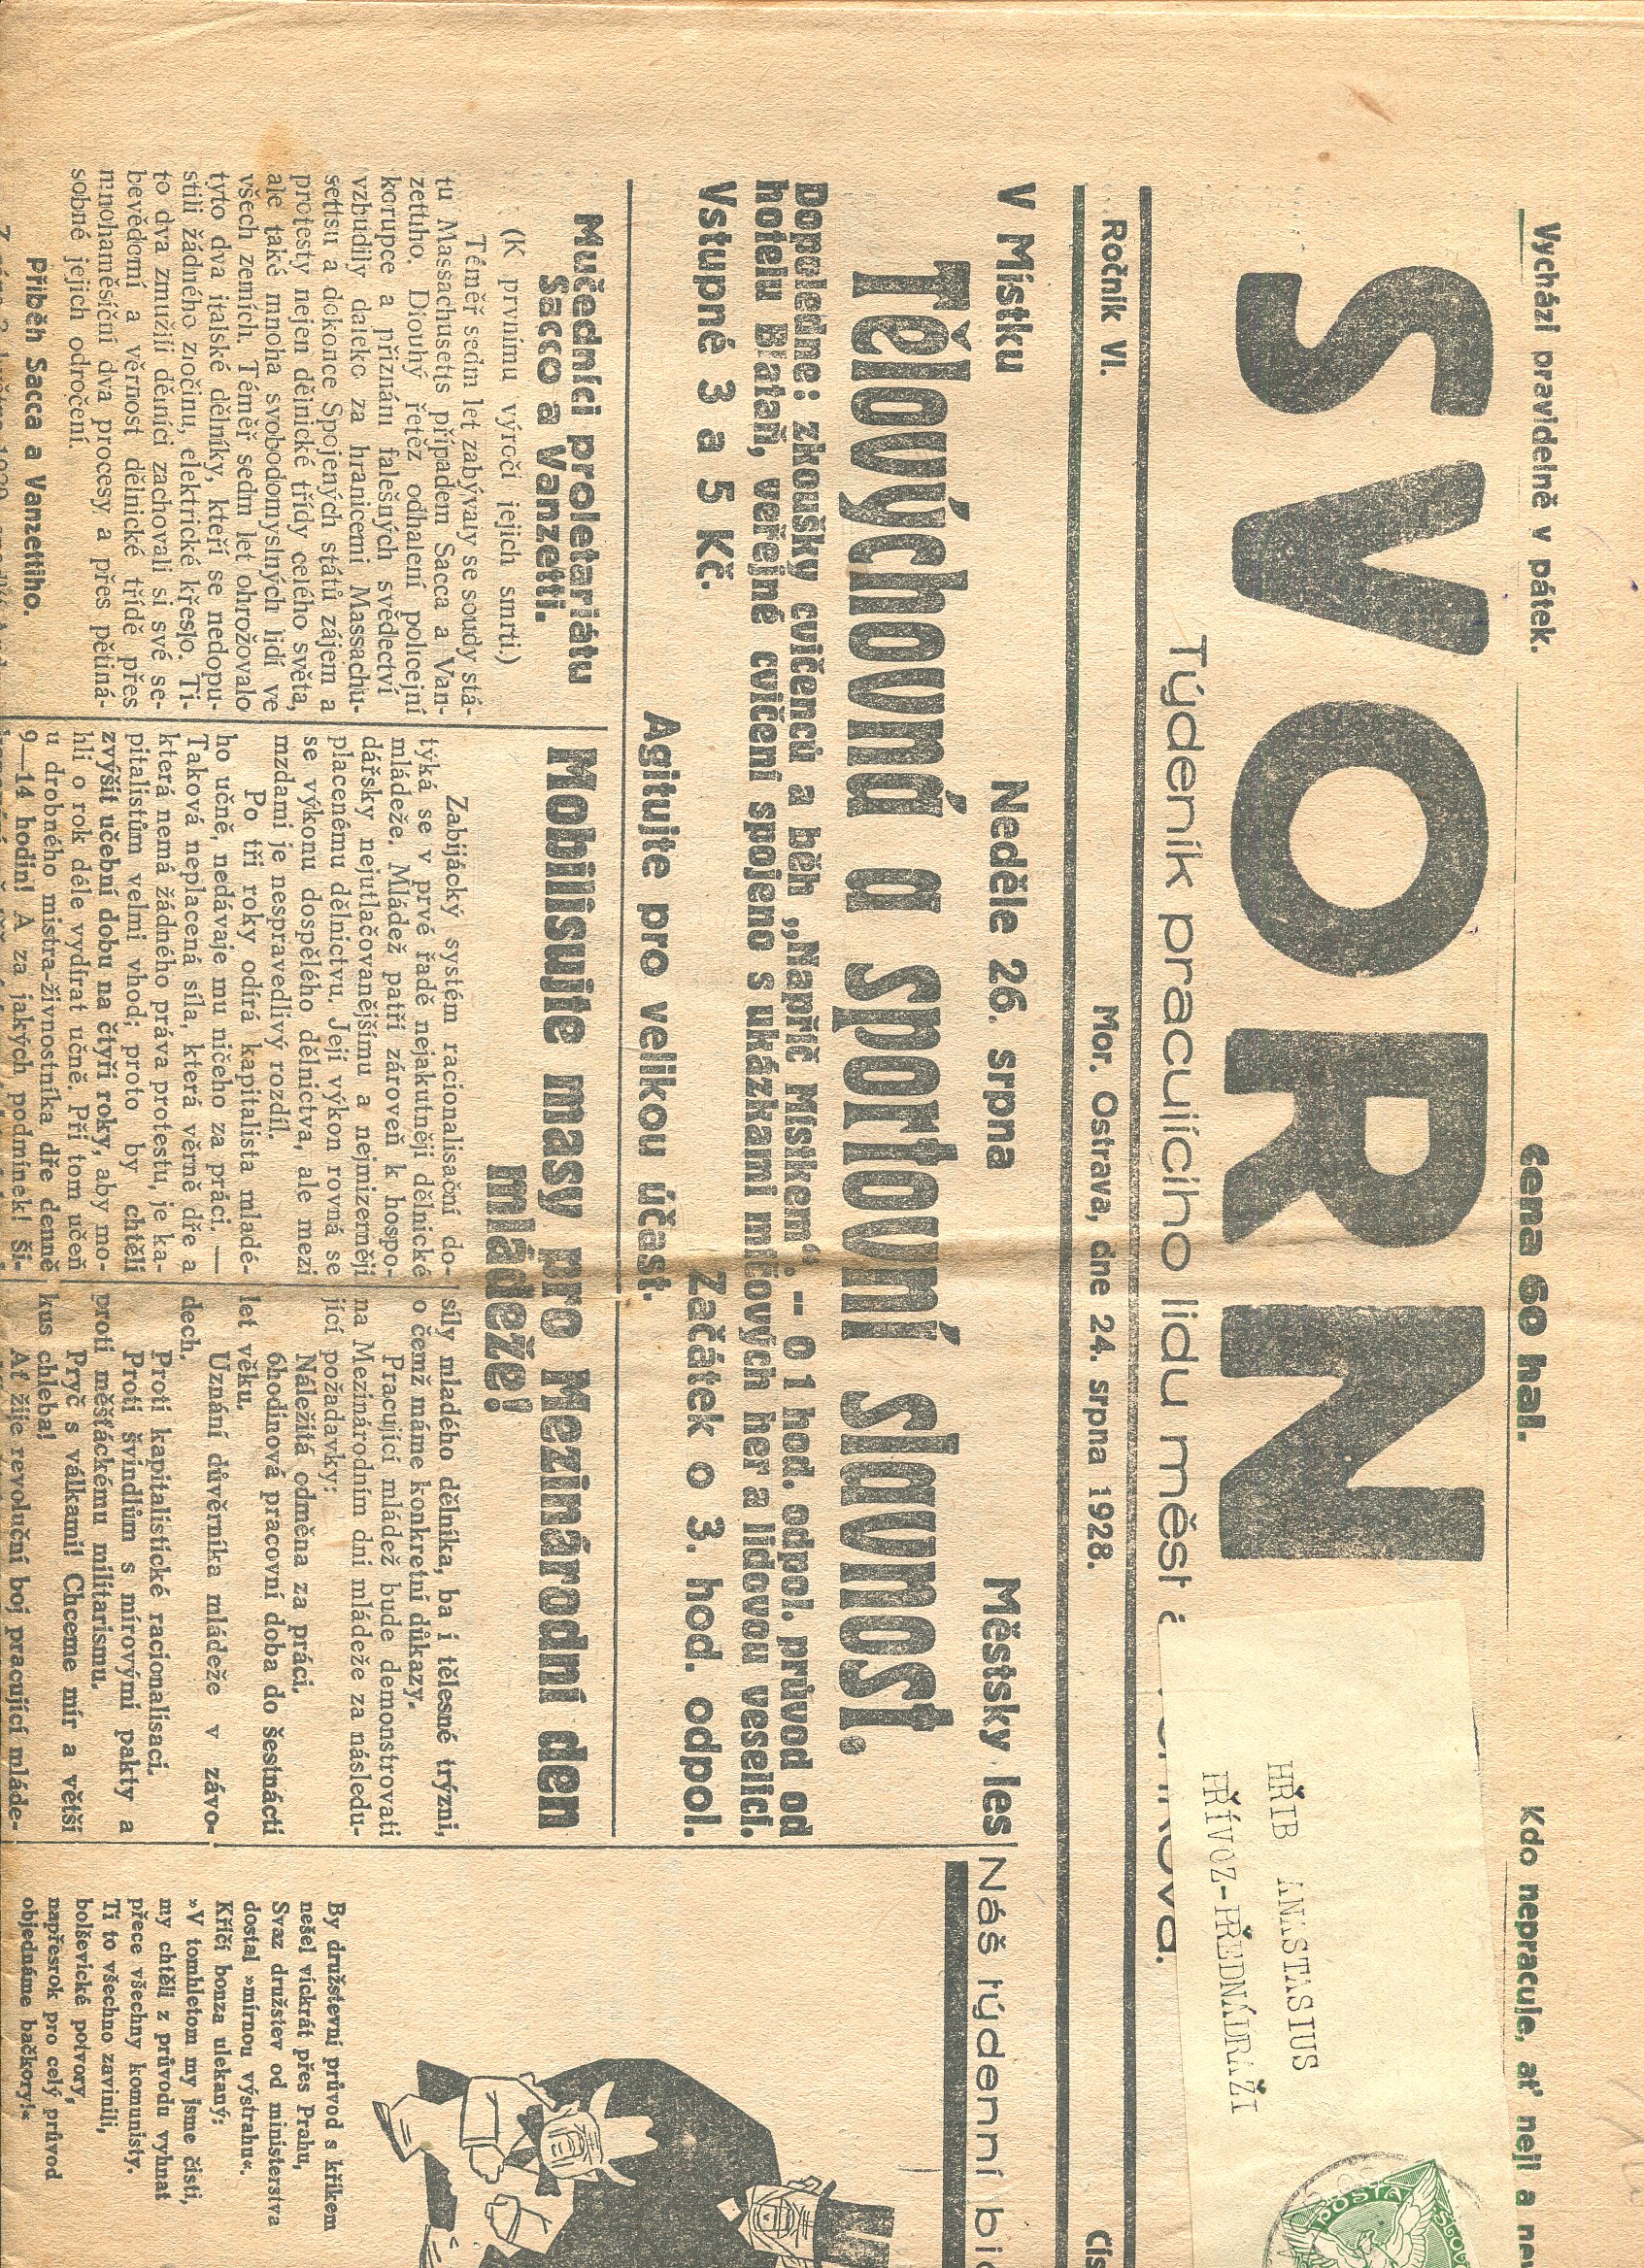 Vychází pravidelně v pátek.
Cena 60 hal.
Kdo nepracuje, ať nejí a
SVORN
HŘIB ANASTASIUS
PŘÍVOZ-PŘEDNÁDRAŽÍ
POŠTA
Týdeník pracujícího lidu měst
Ročník VI.
Mor. Ostrava, dne 24. srpna 1928.
V Místku
Neděle 26. srpna
Městsky les
Tělovýchovná a sportovní slavnost.
Dopoledne: zkoušky cvičenců a běh „Napříč Místkem“. -- o 1 hod. odpol. průvod od
hotelu Blataň, veřejné cvičení spojeno s ukázkami míčových her a lidovou veselicí.
Vstupné 3 a 5 Kč.
Začátek o 3. hod. odpol.
Agitujte pro velikou účast.
Mučedníci proletariátu
Sacco a Vanzetti.
(K prvnímu výročí jejich smrti.)
Téměř sedm let zabývaly se soudy stá-
tu Massachusetts případem Sacca a Van-
zettiho. Dlouhý řetěz odhalení policejní
korupce a přiznání falešných svědectví
vzbudily daleko za hranicemi Massachu-
settsu a dokonce Spojených států zájem a
protesty nejen dělnické třídy celého světa,
ale také mnoha svobodomyslných lidí ve
všech zemích. Téměř sedm let ohrožovalo
tyto dva italské dělníky, kteří se nedopu-
stili žádného zločinu, elektrické křeslo. Ti-
to dva zmužilí dělníci zachovali si své se-
bevědomí a věrnost dělnické třídě přes
mnohaměsíční dva procesy a přes pětiná-
sobné jejich odročení.
Příběh Sacca a Vanzettiho.
Mobilisujte masy pro Mezinárodní den
mládeže!
Zabijácký systém racionalisační do-
týká se v prvé řadě nejakutněji dělnické
mládeže. Mládež patří zároveň k hospo-
dářsky nejutlačovanějšímu a nejmizerněji
placenému dělnictvu. Její výkon rovná se
se výkonu dospělého dělnictva, ale mezi
mzdami je nespravedlivý rozdíl.
Po tři roky odírá kapitalista mladé-
ho učně, nedávaje mu ničeho za práci. —
Taková neplacená síla, která věrně dře a
která nemá žádného práva protestu, je ka-
pitalistům velmi vhod; proto by chtěli
zvýšit učební dobu na čtyři roky, aby mo-
hli o rok déle vydírat učně. Při tom učeň
u drobného mistra-živnostníka dře denně
9—14 hodin! A za jakých podmínek! Ši-
síly mladého dělníka, ba i tělesné trýzni,
o čemž máme konkretní důkazy.
Pracující mládež bude demonstrovati
na Mezinárodním dni mládeže za následu-
jící požadavky:
Náležitá odměna za práci.
6hodinová pracovní doba do šestnácti
let věku.
Uznání důvěrníka mládeže v závo-
dech.
Proti kapitalistické racionalisaci.
Proti švindlům s mírovými pakty a
proti měšťáckému militarismu.
Pryč s válkami! Chceme mír a větší
kus chleba!
Ať žije revoluční boj pracující mláde-
Náš týdenní
By družstevní průvod s křikem
nešel vickrát přes Prahu,
Svaz družstev od ministerstva
dostal »mírnou výstrahu«.
Křičí bonza ulekaný:
»V tomhletom my jsme čisti,
my chtěli z průvodu vyhnat
přece všechny komunisty.
Ti to všechno zavinili,
bolševické potvory,
napřesrok pro celý průvod
objednáme bačkory!«